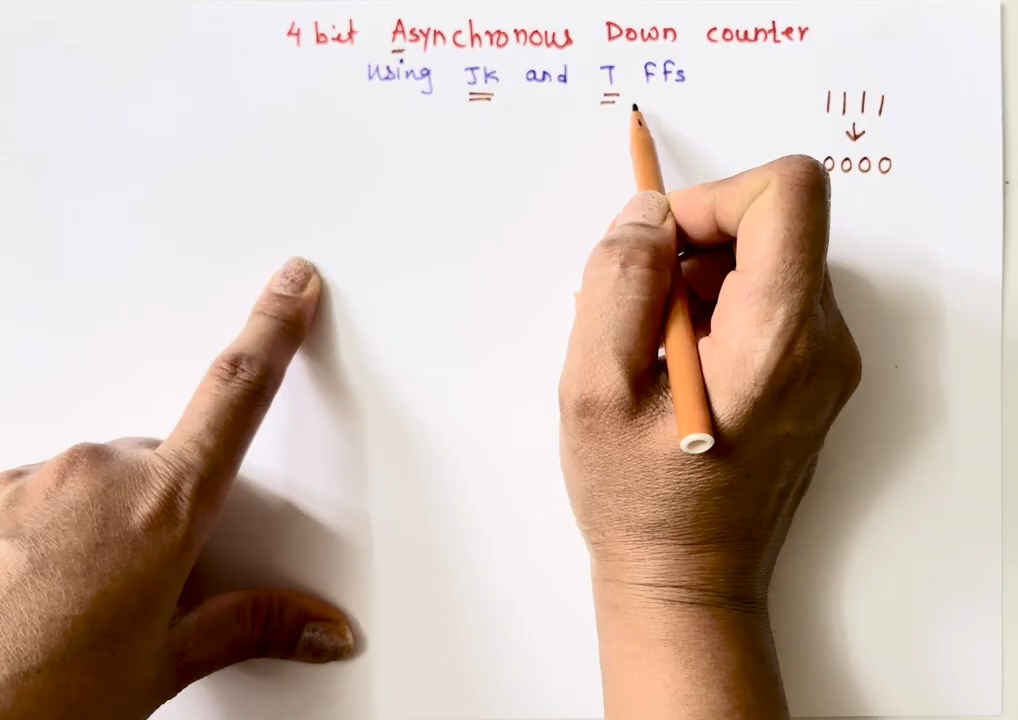 4 bit Asynchronous Down counter
using JK and T ffs
1111
↓
0000